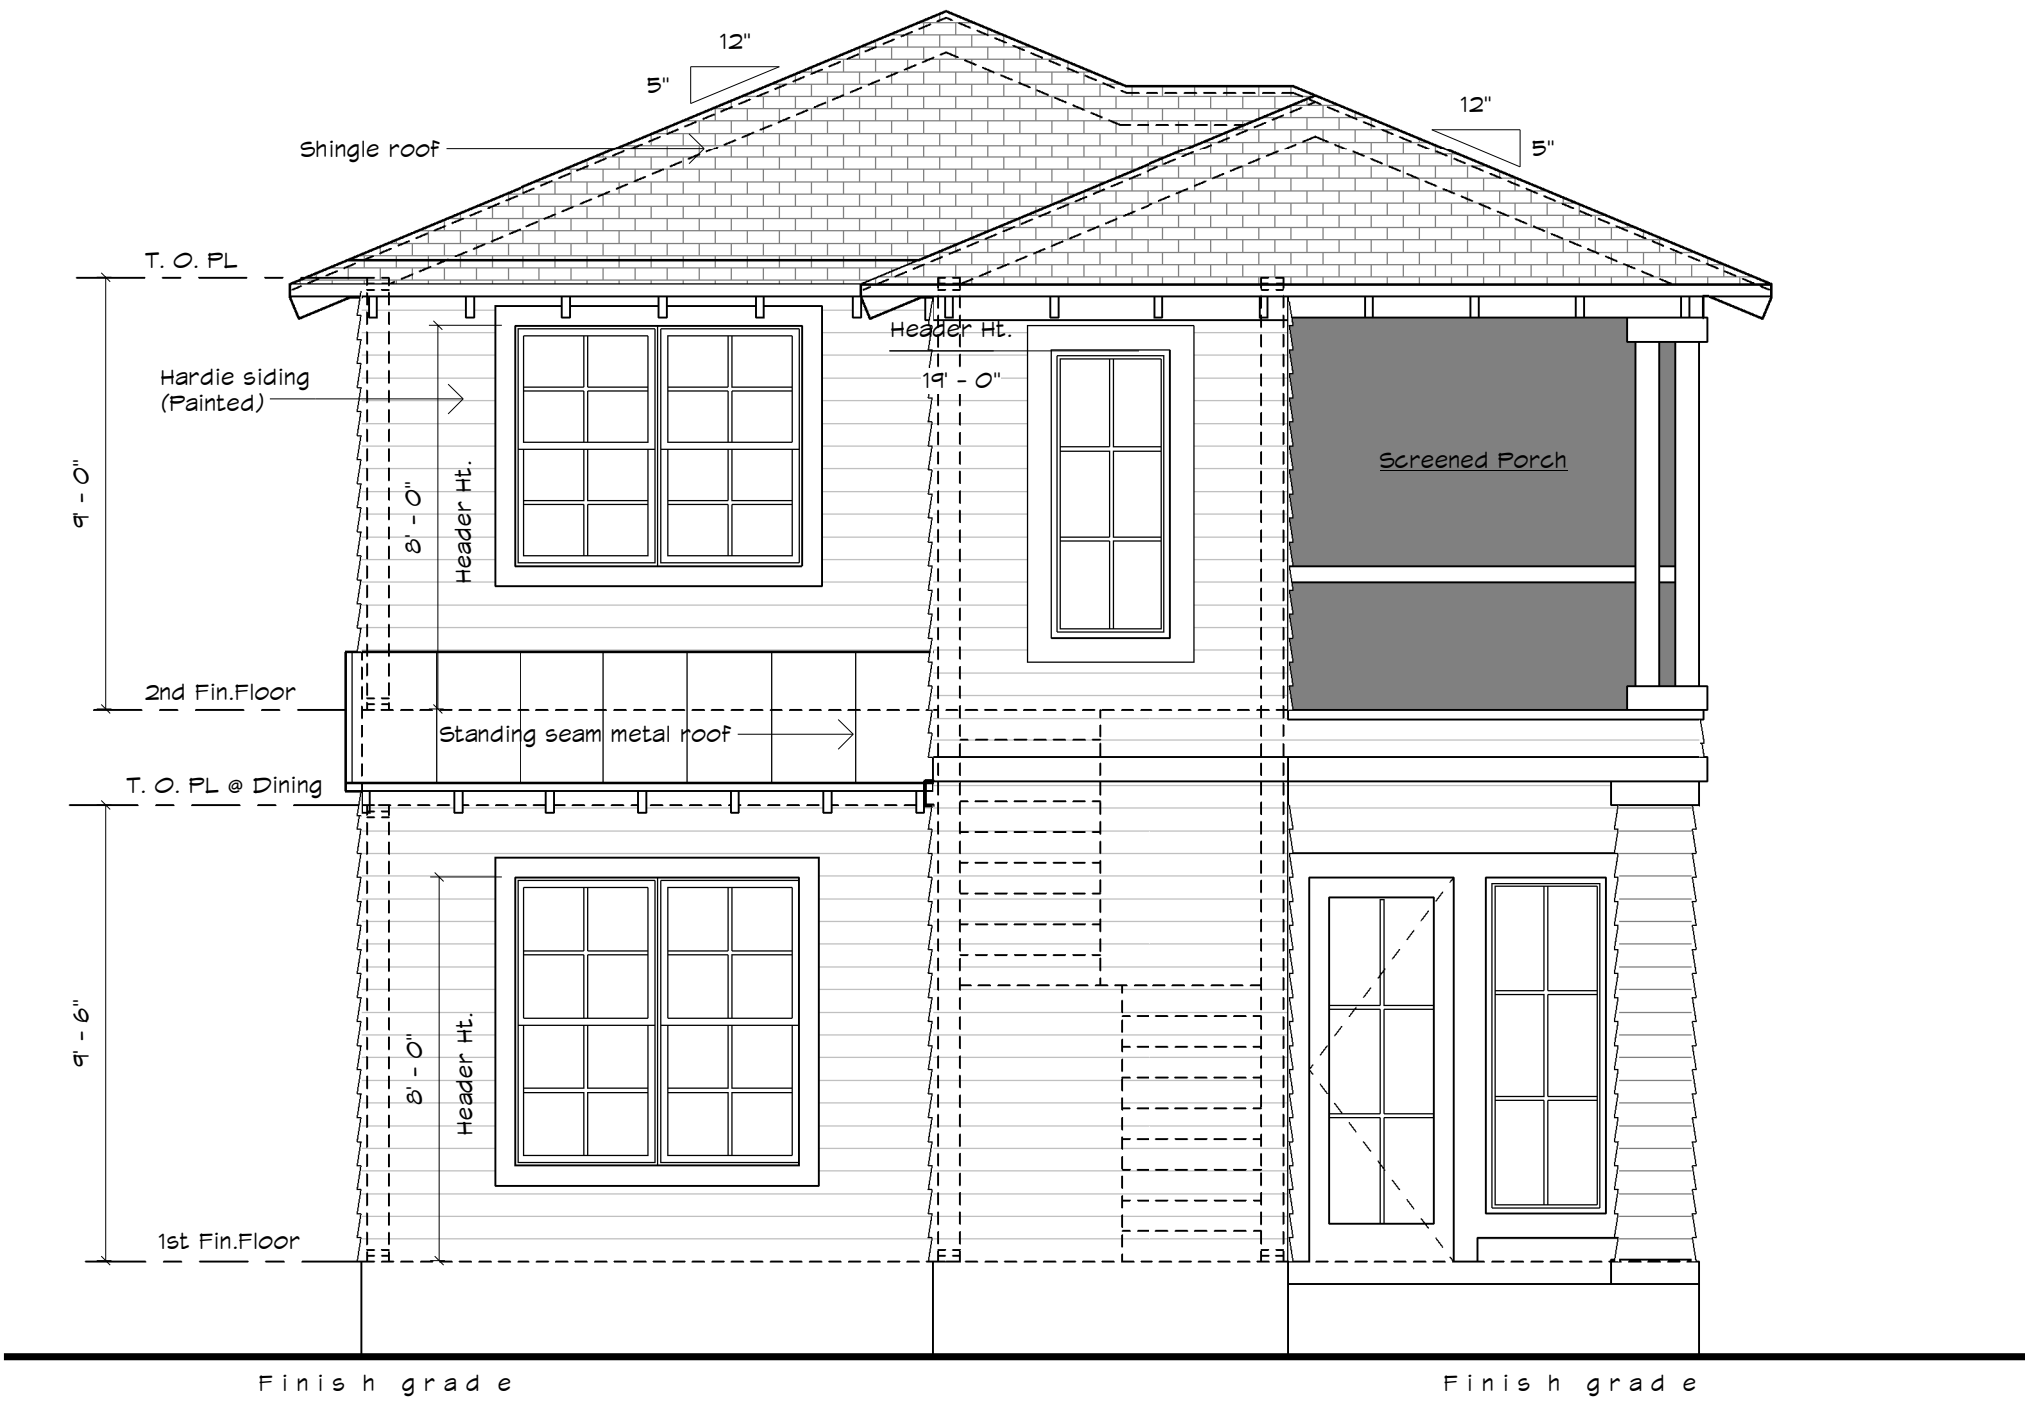 12"
5"
12"
5"
Shingle roof
T. O. PL
Header Ht.
19' - 0"
Hardie siding
(Painted)
9' - 0"
8' - 0"
Header Ht.
Screened Porch
2nd Fin.Floor
Standing seam metal roof
T. O. PL @ Dining
9' - 6"
8' - 0"
Header Ht.
1st Fin.Floor
Finish grade
Finish grade